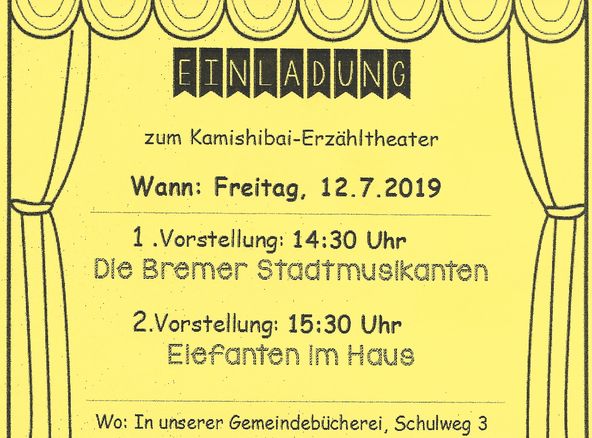 EINLADUNG
zum Kamishibai-Erzähltheater
Wann: Freitag, 12.7.2019
1 .Vorstellung: 14:30 Uhr
Die Bremer Stadtmusikanten
2.Vorstellung: 15:30 Uhr
Elefanten im Haus
Wo: In unserer Gemeindebücherei, Schulweg 3